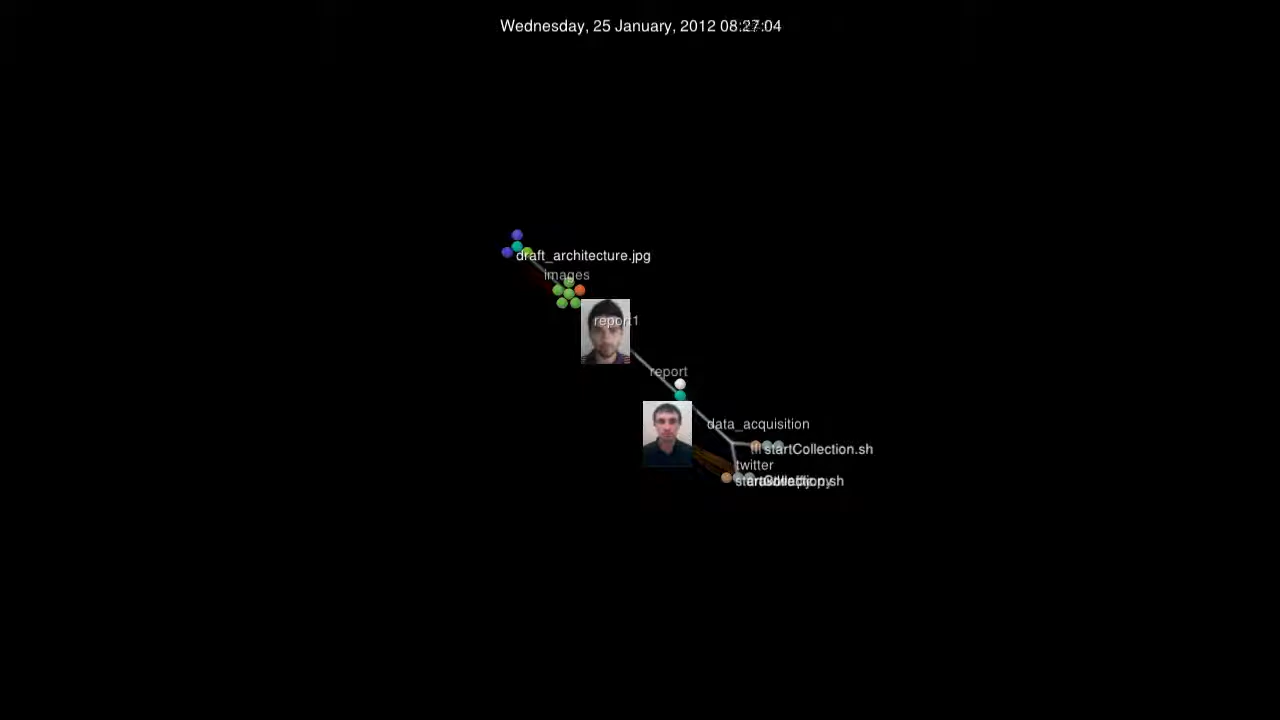 Wednesday, 25 January, 2012 08:27:04
draft_architecture.jpg
images
report1
report
data_acquisition
startCollection.sh
twitter